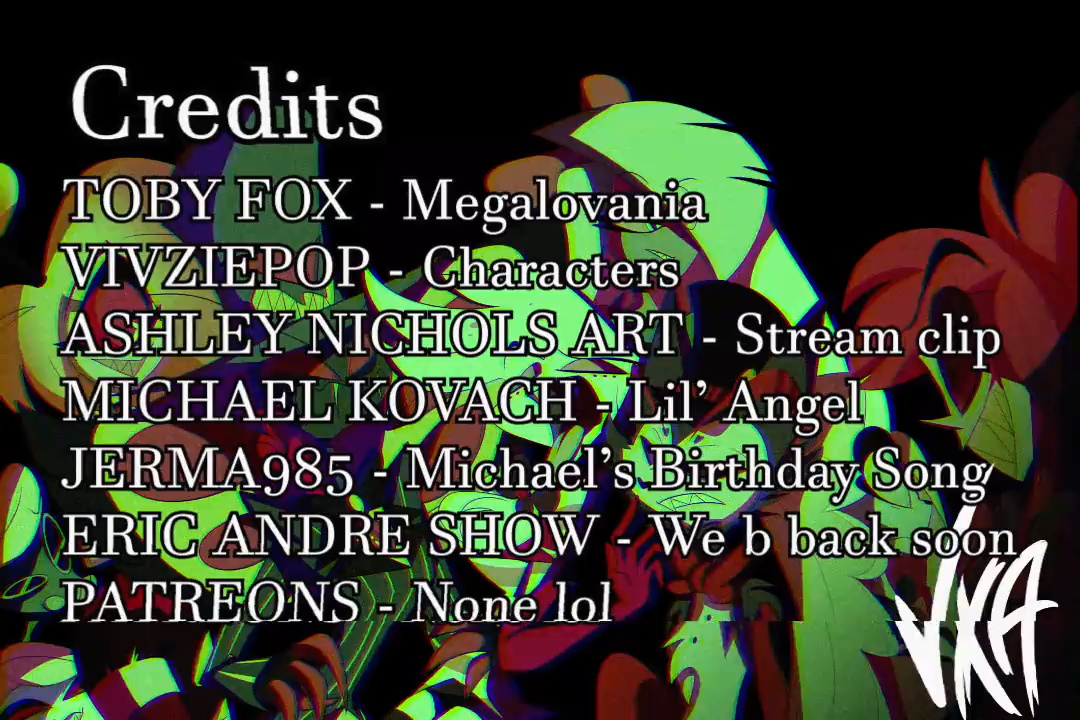 Credits
TOBY FOX - Megalovania
VIVZIEPOP - Characters
ASHLEY NICHOLS ART - Stream clip
MICHAEL KOVACH - Lil’ Angel
JERMA985 - Michael’s Birthday Song
ERIC ANDRE SHOW - We b back soon
PATREONS - None lol
VKA